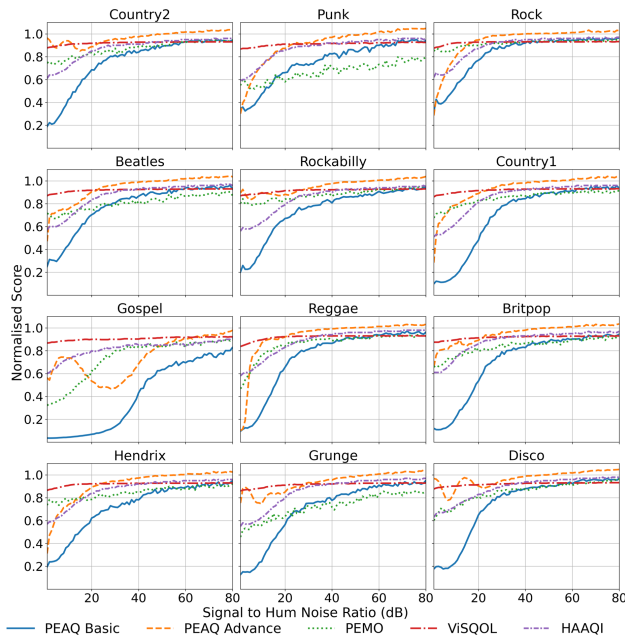 Country2 Punk Rock
1.0
0.8
0.6
0.4
0.2
Beatles Rockabilly Country1
1.0
0.8
0.6
0.4
0.2
Normalised Score
Gospel Reggae Britpop
1.0
0.8
0.6
0.4
0.2
Hendrix Grunge Disco
1.0
0.8
0.6
0.4
0.2
20 40 60 80 20 40 60 80 20 40 60 80
Signal to Hum Noise Ratio (dB)
PEAQ Basic PEAQ Advance PEMO ViSQOL HAAQI